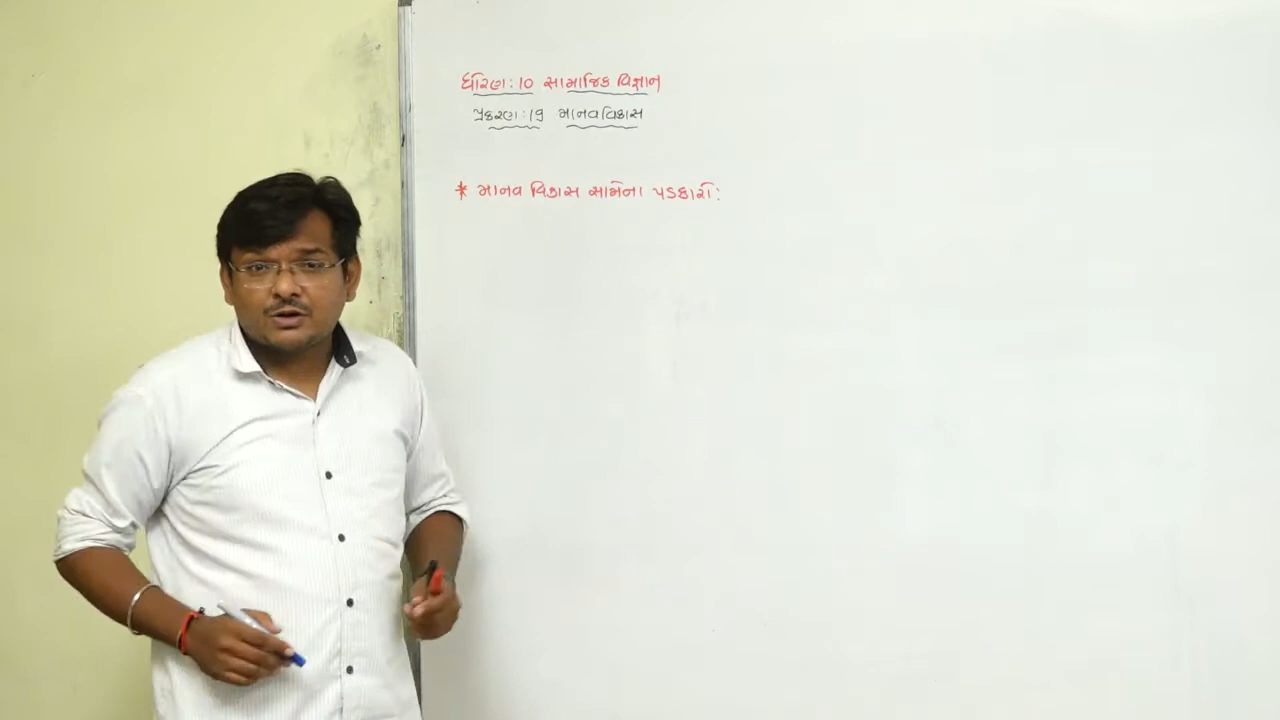 ધોરણ : 10 સામાજિક વિજ્ઞાન
પ્રકરણ : 19 માનવવિકાસ
* માનવ વિકાસ સામેના પડકારો :